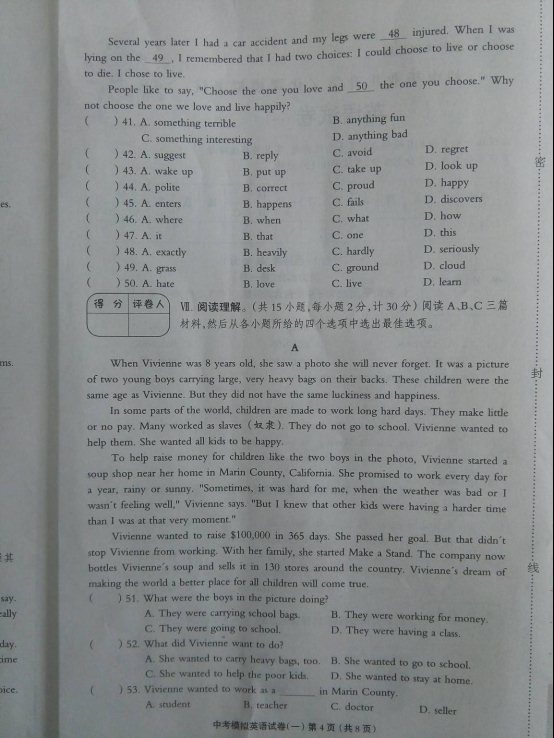 Several years later I had a car accident and my legs were 48 injured. When I was
lying on the 49 , I remembered that I had two choices: I could choose to live or choose
to die. I chose to live.
People like to say, "Choose the one you love and 50 the one you choose." Why
not choose the one we love and live happily?
( ) 41. A. something terrible B. anything fun
C. something interesting D. anything bad
( ) 42. A. suggest B. reply C. avoid D. regret
( ) 43. A. wake up B. put up C. take up D. look up
( ) 44. A. polite B. correct C. proud D. happy
( ) 45. A. enters B. happens C. fails D. discovers
( ) 46. A. where B. when C. what D. how
( ) 47. A. it B. that C. one D. this
( ) 48. A. exactly B. heavily C. hardly D. seriously
( ) 49. A. grass B. desk C. ground D. cloud
( ) 50. A. hate B. love C. live D. learn
得 分 评卷人
Ⅶ. 阅读理解。(共 15 小题,每小题 2 分,计 30 分) 阅读 A、B、C 三篇
材料,然后从各小题所给的四个选项中选出最佳选项。
A
When Vivienne was 8 years old, she saw a photo she will never forget. It was a picture
of two young boys carrying large, very heavy bags on their backs. These children were the
same age as Vivienne. But they did not have the same luckiness and happiness.
In some parts of the world, children are made to work long hard days. They make little
or no pay. Many worked as slaves (奴隶). They do not go to school. Vivienne wanted to
help them. She wanted all kids to be happy.
To help raise money for children like the two boys in the photo, Vivienne started a
soup shop near her home in Marin County, California. She promised to work every day for
a year, rainy or sunny. "Sometimes, it was hard for me, when the weather was bad or I
wasn't feeling well," Vivienne says. "But I knew that other kids were having a harder time
than I was at that very moment."
Vivienne wanted to raise $100,000 in 365 days. She passed her goal. But that didn't
stop Vivienne from working. With her family, she started Make a Stand. The company now
bottles Vivienne's soup and sells it in 130 stores around the country. Vivienne's dream of
making the world a better place for all children will come true.
( ) 51. What were the boys in the picture doing?
A. They were carrying school bags. B. They were working for money.
C. They were going to school. D. They were having a class.
( ) 52. What did Vivienne want to do?
A. She wanted to carry heavy bags, too. B. She wanted to go to school.
C. She wanted to help the poor kids. D. She wanted to stay at home.
( ) 53. Vivienne wanted to work as a ______ in Marin County.
A. student B. teacher C. doctor D. seller
中考模拟英语试卷(一) 第 4 页 (共 8 页)
密
封
线
es.
ms.
其
say.
eally
day.
ime
oice.